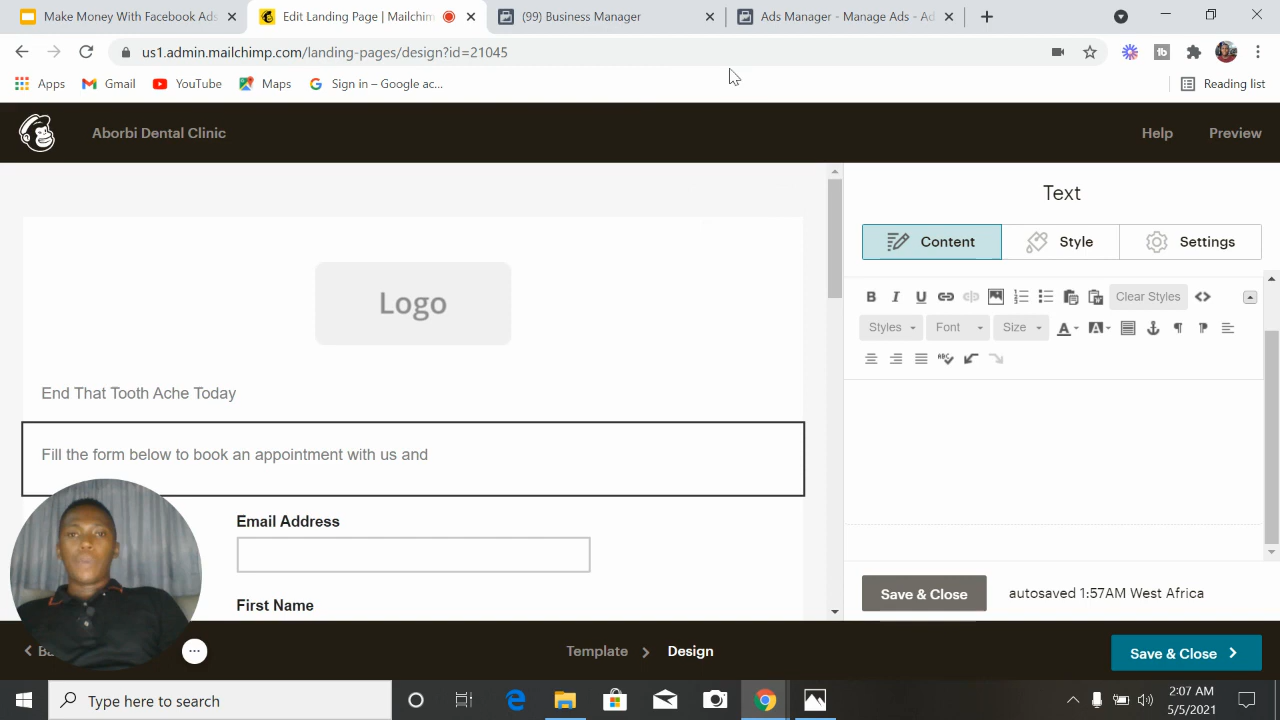 Make Money With Facebook Ads
Edit Landing Page | Mailchim
(99) Business Manager
Ads Manager - Manage Ads - Ad
us1.admin.mailchimp.com/landing-pages/design?id=21045
Apps
Gmail
YouTube
Maps
Sign in – Google ac...
Reading list
Aborbi Dental Clinic
Help
Preview
Text
Content
Style
Settings
Logo
B I U
Clear Styles
Styles
Font
Size
A
A
ABC
End That Tooth Ache Today
Fill the form below to book an appointment with us and
Email Address
First Name
Save & Close
autosaved 1:57AM West Africa
Ba
Template
Design
Save & Close
Type here to search
2:07 AM
5/5/2021